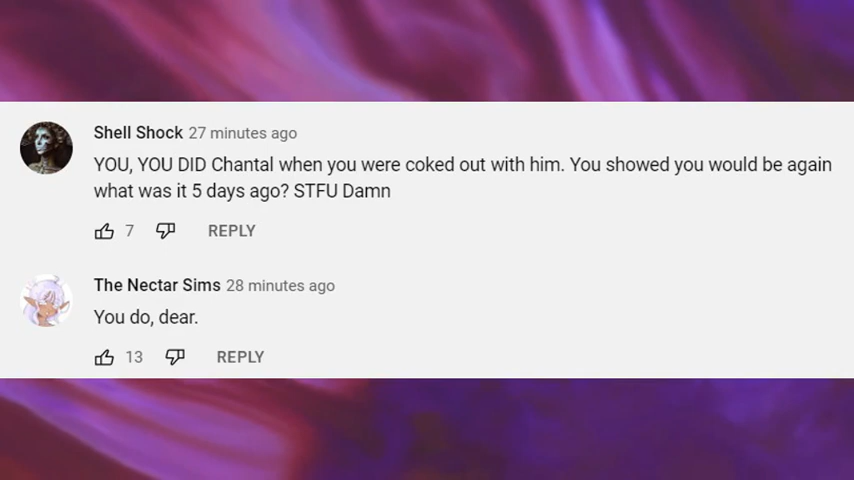 Shell Shock 27 minutes ago
YOU, YOU DID Chantal when you were coked out with him. You showed you would be again
what was it 5 days ago? STFU Damn
7 REPLY
The Nectar Sims 28 minutes ago
You do, dear.
13 REPLY